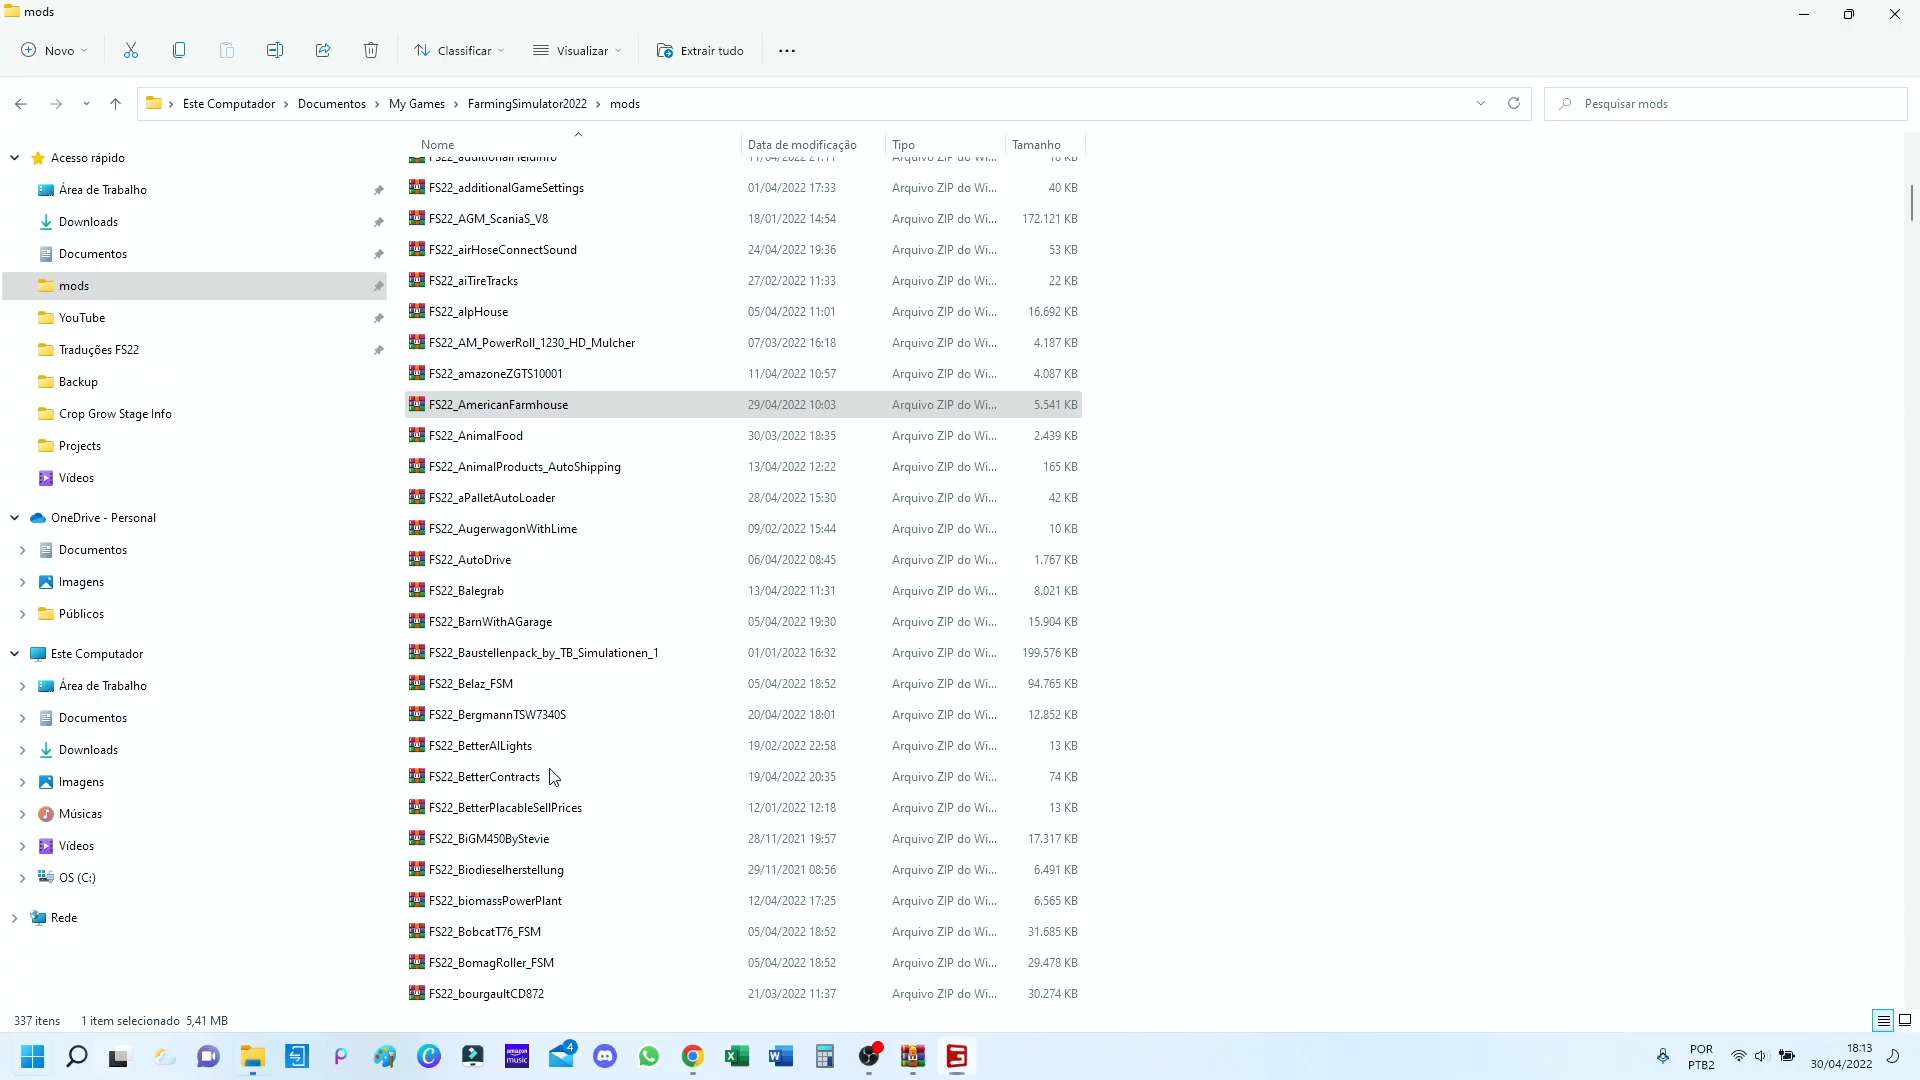 mods
Novo
Classificar
Visualizar
Extrair tudo
Este Computador > Documentos > My Games > FarmingSimulator2022 > mods
Pesquisar mods
Acesso rápido
Área de Trabalho
Downloads
Documentos
mods
YouTube
Traduções FS22
Backup
Crop Grow Stage Info
Projects
Vídeos
OneDrive - Personal
Documentos
Imagens
Públicos
Este Computador
Área de Trabalho
Documentos
Downloads
Imagens
Músicas
Vídeos
OS (C:)
Rede
Nome Data de modificação Tipo Tamanho
FS22_additionalGameSettings 01/04/2022 17:33 Arquivo ZIP do Wi... 40 KB
FS22_AGM_ScaniaS_V8 18/01/2022 14:54 Arquivo ZIP do Wi... 172.121 KB
FS22_airHoseConnectSound 24/04/2022 19:36 Arquivo ZIP do Wi... 53 KB
FS22_aiTireTracks 27/02/2022 11:33 Arquivo ZIP do Wi... 22 KB
FS22_alpHouse 05/04/2022 11:01 Arquivo ZIP do Wi... 16.692 KB
FS22_AM_PowerRoll_1230_HD_Mulcher 07/03/2022 16:18 Arquivo ZIP do Wi... 4.187 KB
FS22_amazoneZGTS10001 11/04/2022 10:57 Arquivo ZIP do Wi... 4.087 KB
FS22_AmericanFarmhouse 29/04/2022 10:03 Arquivo ZIP do Wi... 5.541 KB
FS22_AnimalFood 30/03/2022 18:35 Arquivo ZIP do Wi... 2.439 KB
FS22_AnimalProducts_AutoShipping 13/04/2022 12:22 Arquivo ZIP do Wi... 165 KB
FS22_aPalletAutoLoader 28/04/2022 15:30 Arquivo ZIP do Wi... 42 KB
FS22_AugerwagonWithLime 09/02/2022 15:44 Arquivo ZIP do Wi... 10 KB
FS22_AutoDrive 06/04/2022 08:45 Arquivo ZIP do Wi... 1.767 KB
FS22_Balegrab 13/04/2022 11:31 Arquivo ZIP do Wi... 8.021 KB
FS22_BarnWithAGarage 05/04/2022 19:30 Arquivo ZIP do Wi... 15.904 KB
FS22_Baustellenpack_by_TB_Simulationen_1 01/01/2022 16:32 Arquivo ZIP do Wi... 199.576 KB
FS22_Belaz_FSM 05/04/2022 18:52 Arquivo ZIP do Wi... 94.765 KB
FS22_BergmannTSW7340S 20/04/2022 18:01 Arquivo ZIP do Wi... 12.852 KB
FS22_BetterAILights 19/02/2022 22:58 Arquivo ZIP do Wi... 13 KB
FS22_BetterContracts 19/04/2022 20:35 Arquivo ZIP do Wi... 74 KB
FS22_BetterPlacableSellPrices 12/01/2022 12:18 Arquivo ZIP do Wi... 13 KB
FS22_BiGM450ByStevie 28/11/2021 19:57 Arquivo ZIP do Wi... 17.317 KB
FS22_Biodieselherstellung 29/11/2021 08:56 Arquivo ZIP do Wi... 6.491 KB
FS22_biomassPowerPlant 12/04/2022 17:25 Arquivo ZIP do Wi... 6.565 KB
FS22_BobcatT76_FSM 05/04/2022 18:52 Arquivo ZIP do Wi... 31.685 KB
FS22_BomagRoller_FSM 05/04/2022 18:52 Arquivo ZIP do Wi... 29.478 KB
FS22_bourgaultCD872 21/03/2022 11:37 Arquivo ZIP do Wi... 30.274 KB
337 itens 1 item selecionado 5,41 MB
amazon music
4
POR
PTB2
18:13
30/04/2022